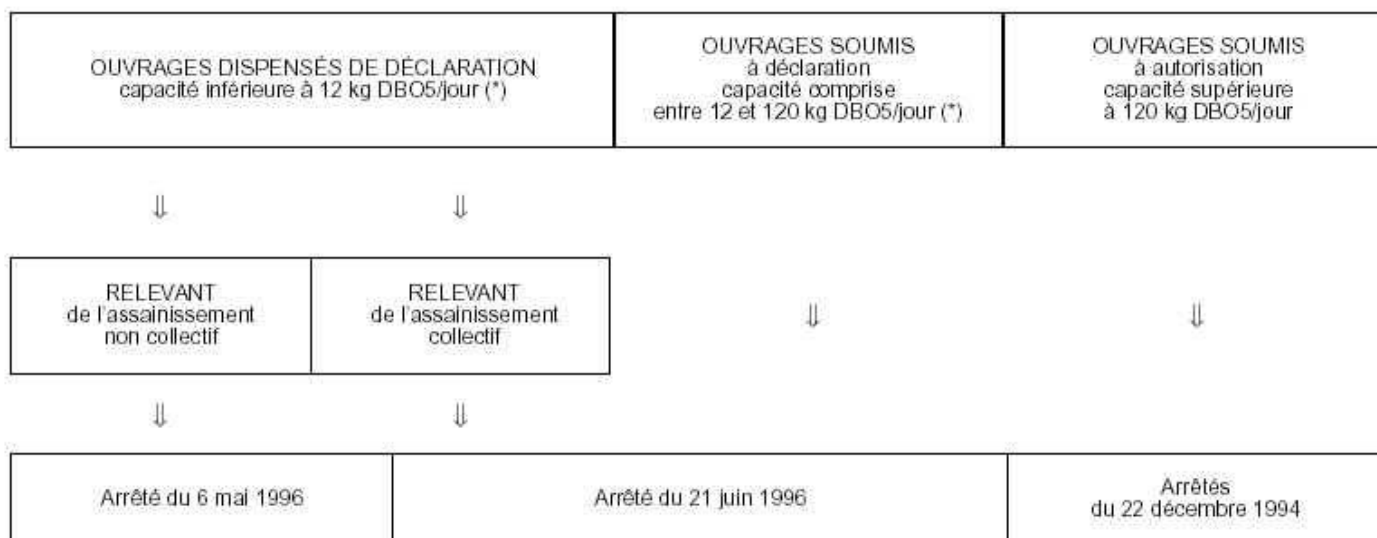 OUVRAGES DISPENSÉS DE DÉCLARATION
capacité inférieure à 12 kg DBO5/jour (*)
OUVRAGES SOUMIS
à déclaration
capacité comprise
entre 12 et 120 kg DBO5/jour (*)
OUVRAGES SOUMIS
à autorisation
capacité supérieure
à 120 kg DBO5/jour
⇓ ⇓
RELEVANT
de l'assainissement
non collectif
RELEVANT
de l'assainissement
collectif
⇓ ⇓
⇓ ⇓
Arrêté du 6 mai 1996
Arrêté du 21 juin 1996
Arrêtés
du 22 décembre 1994